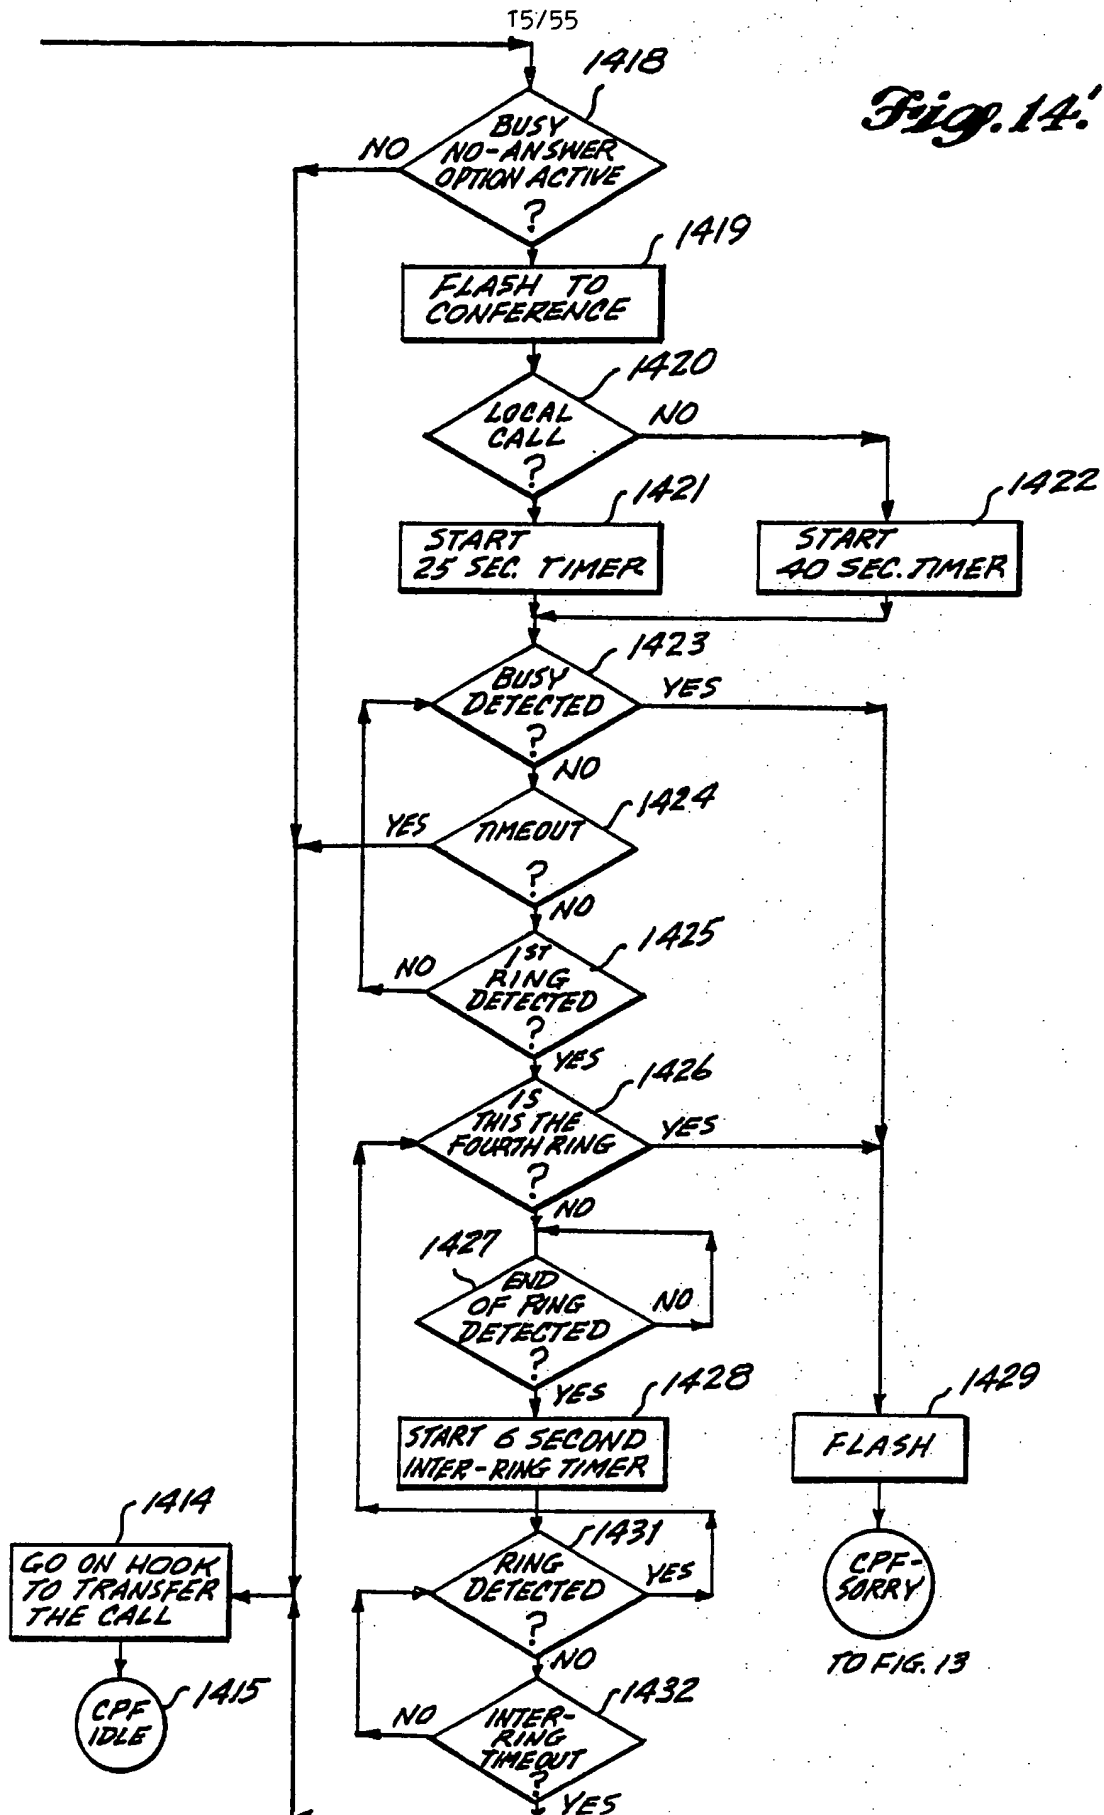 15/55
Fig. 14.'
1418
BUSY
NO-ANSWER
OPTION ACTIVE
?
NO
1419
FLASH TO
CONFERENCE
1420
LOCAL
CALL
?
NO
1421
START
25 SEC. TIMER
1422
START
40 SEC. TIMER
1423
BUSY
DETECTED
?
YES
NO
1424
TIMEOUT
?
YES
NO
1425
1ST
RING
DETECTED
?
NO
YES
1426
IS
THIS THE
FOURTH RING
?
YES
NO
1427
END
OF RING
DETECTED
?
NO
YES
1428
START 6 SECOND
INTER-RING TIMER
1429
FLASH
CPF-
SORRY
TO FIG. 13
1431
RING
DETECTED
?
YES
NO
1414
GO ON HOOK
TO TRANSFER
THE CALL
1415
CPF
IDLE
1432
INTER-
RING
TIMEOUT
?
NO
YES